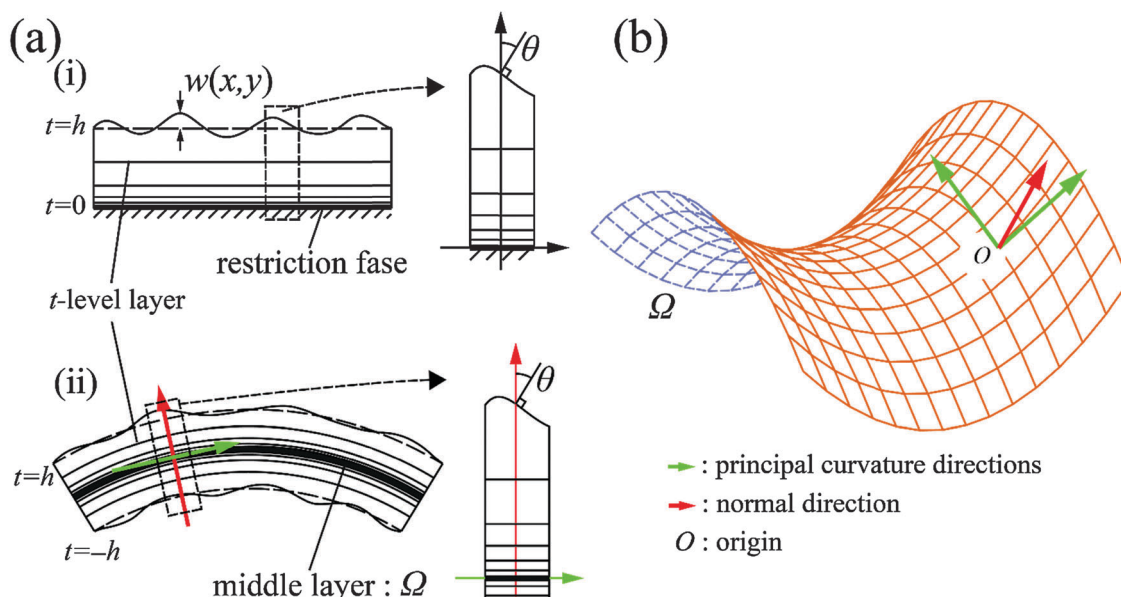 (a)
(i)
w(x,y)
θ
t=h
t=0
restriction fase
t-level layer
(ii)
θ
t=h
t=–h
middle layer : Ω
(b)
O
Ω
: principal curvature directions
: normal direction
O : origin